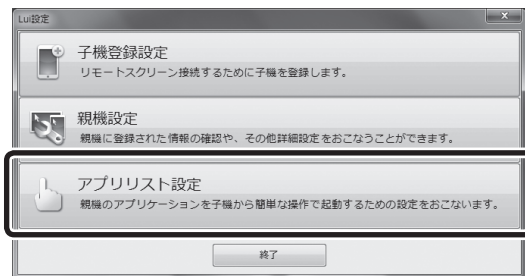 Lui設定
子機登録設定
リモートスクリーン接続するために子機を登録します。
親機設定
親機に登録された情報の確認や、その他詳細設定をおこなうことができます。
アプリリスト設定
親機のアプリケーションを子機から簡単な操作で起動するための設定をおこないます。
終了